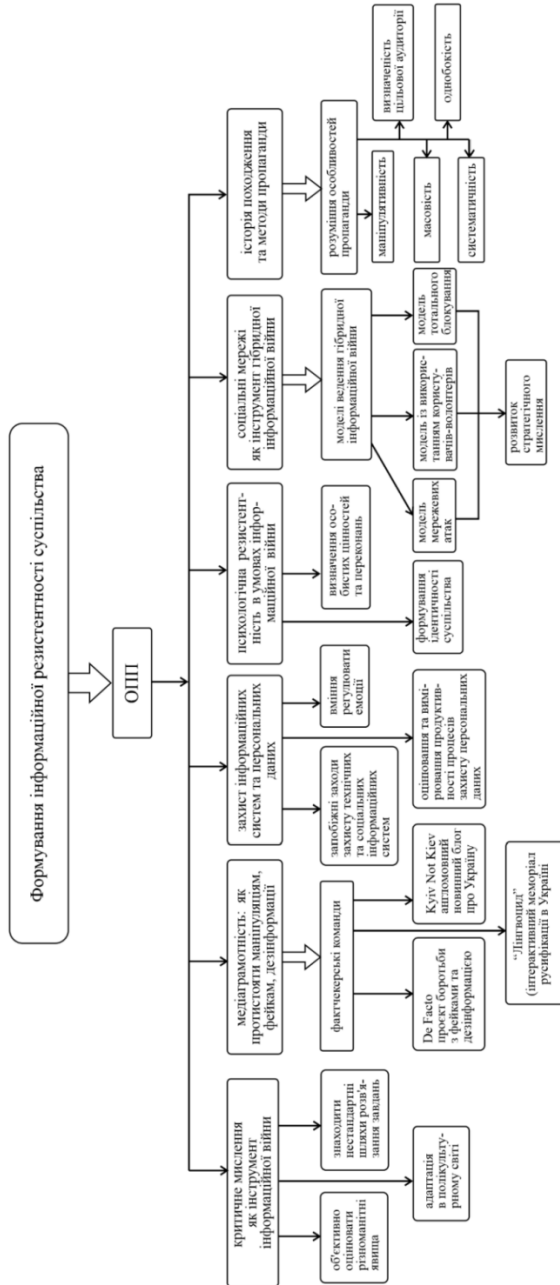 Формування інформаційної резистентності суспільства
ОПП
критичне мислення
як інструмент
інформаційної війни
об'єктивно
оцінювати
різноманітні
явища
знаходити
нестандартні
шляхи розв'я-
зання завдань
адаптація
в полікульту-
рному світі
медіаграмотність: як
протистояти маніпуляціям,
фейкам, дезінформації
фактчекерські команди
De Facto
проєкт боротьби
з фейками та
дезінформацією
Kyiv Not Kiev
англомовний
новинний блог
про Україну
“Лінгвоцид”
(інтерактивний меморіал
русифікації в Україні
захист інформаційних
систем та персональних
даних
запобіжні заходи
захисту технічних
та соціальних
інформаційних
систем
вміння
регулювати
емоції
оцінювання та вимі-
рювання продуктив-
ності процесів
захисту персональних
даних
психологічна резистент-
ність в умовах інфор-
маційної війни
визначення осо-
бистих цінностей
та переконань
формування
ідентичності
суспільства
соціальні мережі
як інструмент гібридної
інформаційної війни
моделі ведення гібридної
інформаційної війни
модель
мережевих
атак
модель із викорис-
танням користу-
вачів-волонтерів
модель
тотального
блокування
розвиток
стратегічного
мислення
історія походження
та методи пропаганди
розуміння особливостей
пропаганди
маніпулятивність
визначеність
цільової аудиторії
масовість
однобокість
систематичність